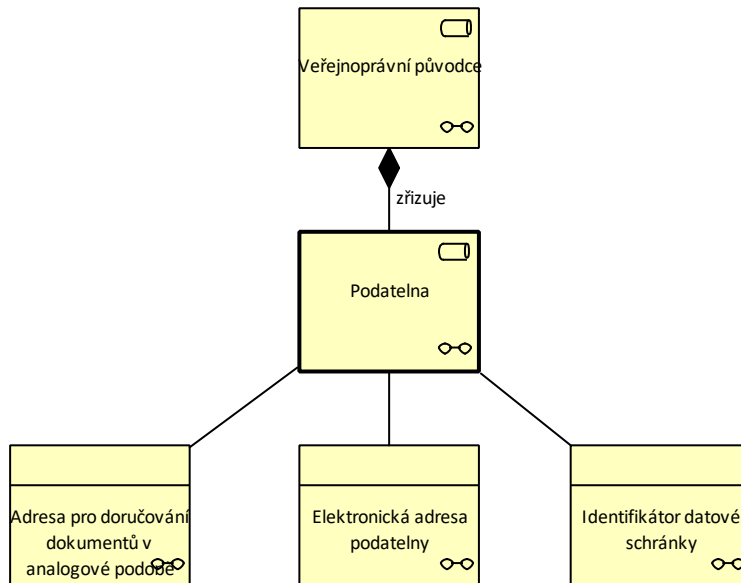 Veřejnoprávní původce
zřizuje
Podatelna
Adresa pro doručování
dokumentů v
analogové podobě
Elektronická adresa
podatelny
Identifikátor datové
schránky